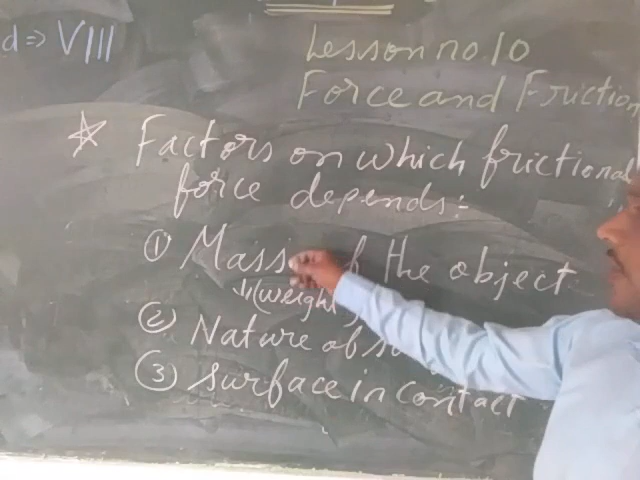 d ⇒ VIII
Lesson no. 10
Force and Friction
☆ Factors on which frictional
force depends:-
① Mass of the object
(weight)
② Nature of
③ Surface in contact